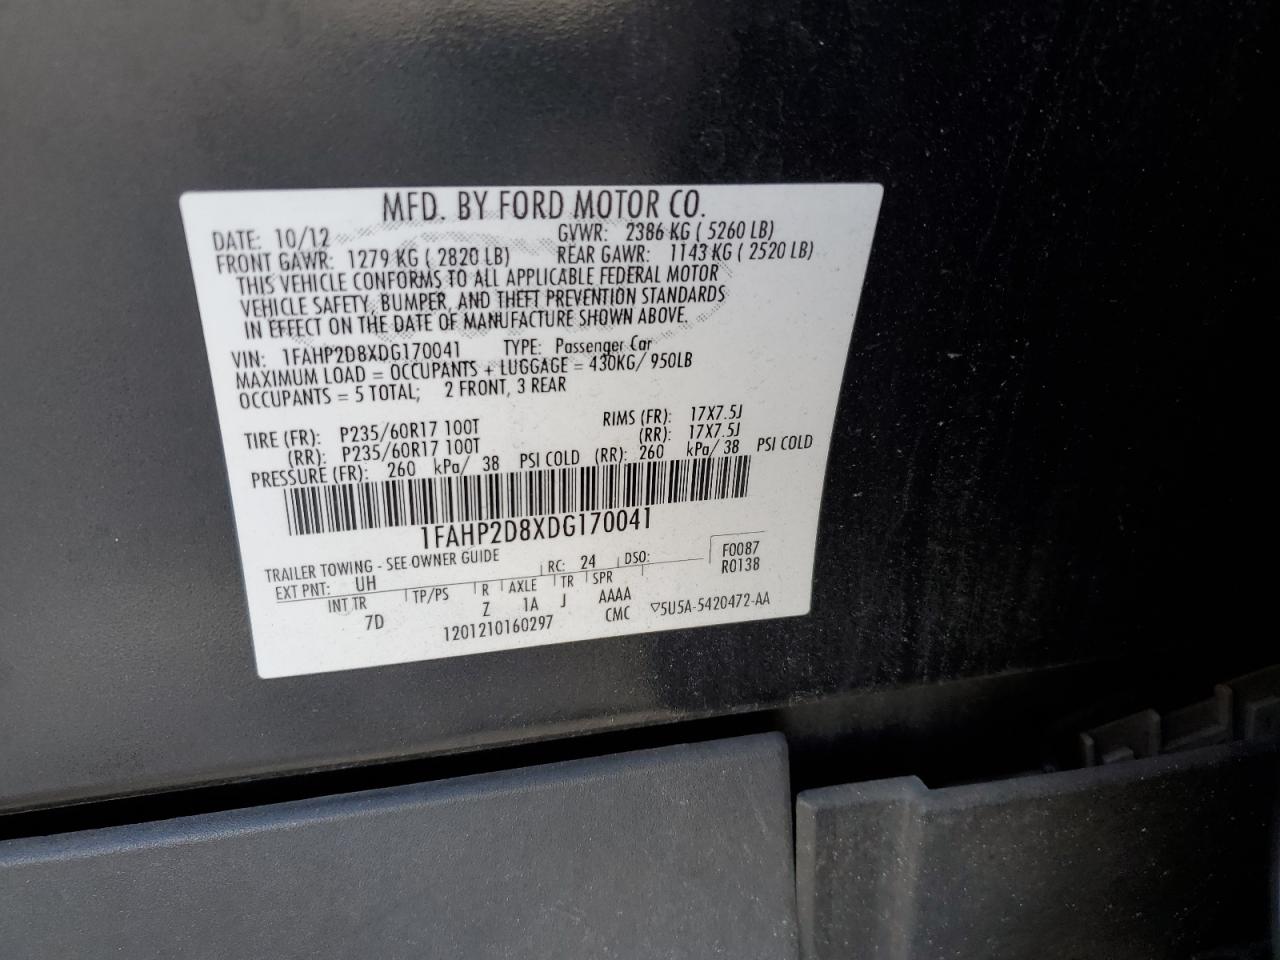 MFD. BY FORD MOTOR CO.
DATE: 10/12 GVWR: 2386 KG ( 5260 LB)
FRONT GAWR: 1279 KG ( 2820 LB) REAR GAWR: 1143 KG ( 2520 LB)
THIS VEHICLE CONFORMS TO ALL APPLICABLE FEDERAL MOTOR
VEHICLE SAFETY, BUMPER, AND THEFT PREVENTION STANDARDS
IN EFFECT ON THE DATE OF MANUFACTURE SHOWN ABOVE.
VIN: 1FAHP2D8XDG170041 TYPE: Passenger Car
MAXIMUM LOAD = OCCUPANTS + LUGGAGE = 430KG/ 950LB
OCCUPANTS = 5 TOTAL; 2 FRONT, 3 REAR
TIRE (FR): P235/60R17 100T RIMS (FR): 17X7.5J
(RR): P235/60R17 100T (RR): 17X7.5J
PRESSURE (FR): 260 kPa/ 38 PSI COLD (RR): 260 kPa/ 38 PSI COLD
1FAHP2D8XDG170041
TRAILER TOWING - SEE OWNER GUIDE
EXT PNT: UH RC: 24 DSO: F0087
R0138
INT TR TP/PS R AXLE TR SPR
7D Z 1A J AAAA
1201210160297 CMC ▽5U5A-5420472-AA